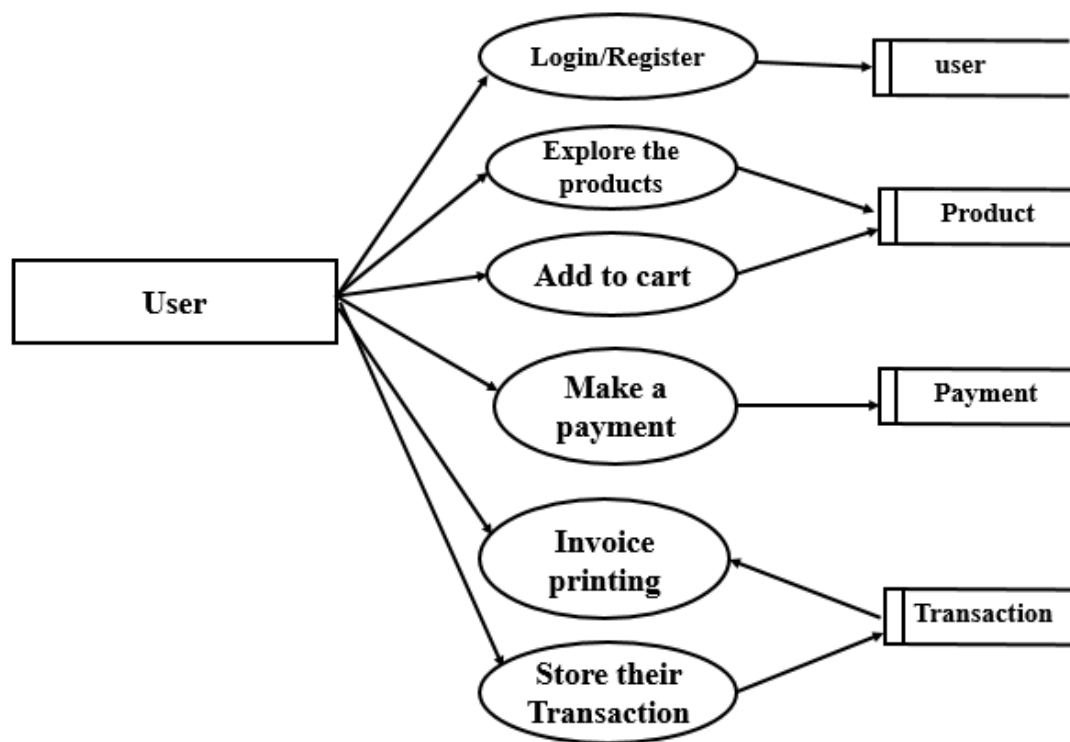 Login/Register
user
Explore the
products
Product
Add to cart
User
Make a
payment
Payment
Invoice
printing
Transaction
Store their
Transaction